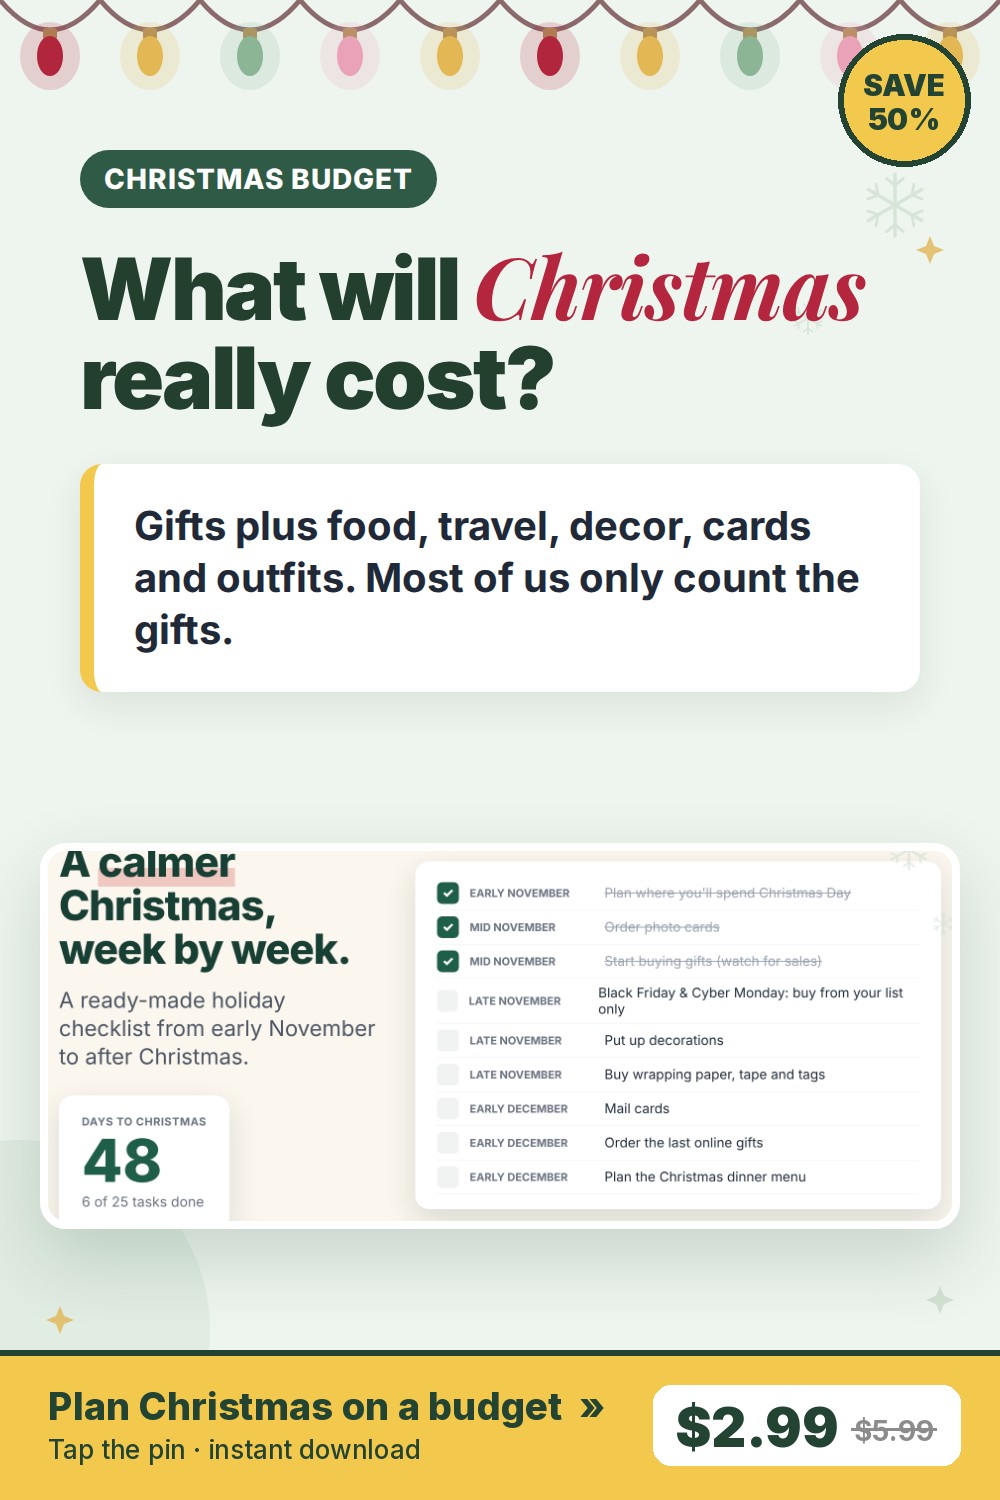 SAVE
50%
CHRISTMAS BUDGET
What will Christmas
really cost?
Gifts plus food, travel, decor, cards
and outfits. Most of us only count the
gifts.
A calmer
Christmas,
week by week.
A ready-made holiday
checklist from early November
to after Christmas.
DAYS TO CHRISTMAS
48
6 of 25 tasks done
EARLY NOVEMBER Plan where you'll spend Christmas Day
MID NOVEMBER Order photo cards
MID NOVEMBER Start buying gifts (watch for sales)
LATE NOVEMBER Black Friday & Cyber Monday: buy from your list
only
LATE NOVEMBER Put up decorations
LATE NOVEMBER Buy wrapping paper, tape and tags
EARLY DECEMBER Mail cards
EARLY DECEMBER Order the last online gifts
EARLY DECEMBER Plan the Christmas dinner menu
Plan Christmas on a budget »
Tap the pin · instant download
$2.99 $5.99